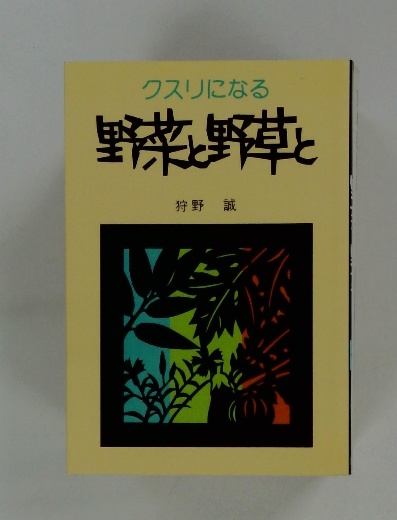 クスリになる
野菜と野草と
狩野 誠